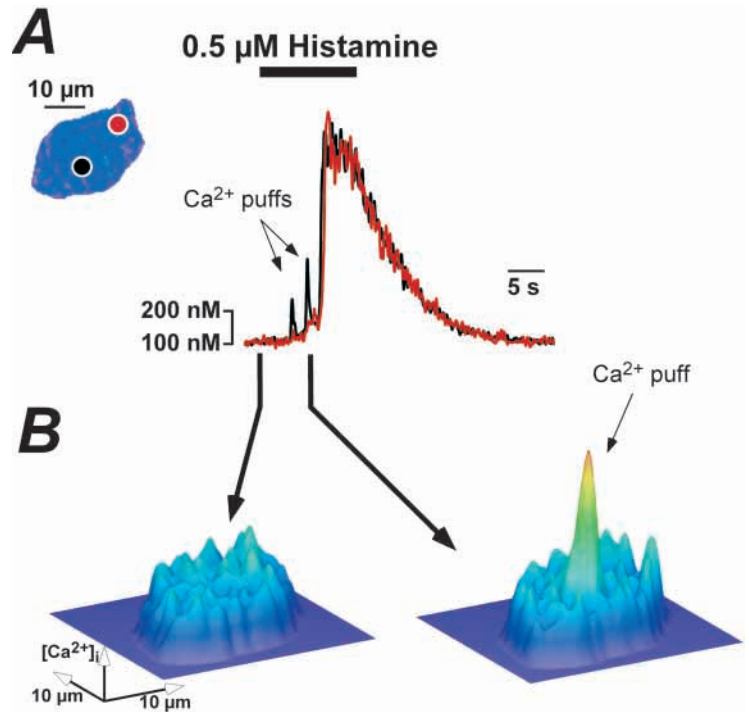 A
0.5 µM Histamine
10 µm
Ca2+ puffs
5 s
200 nM
100 nM
Ca2+ puff
B
[Ca2+]i
10 µm
10 µm